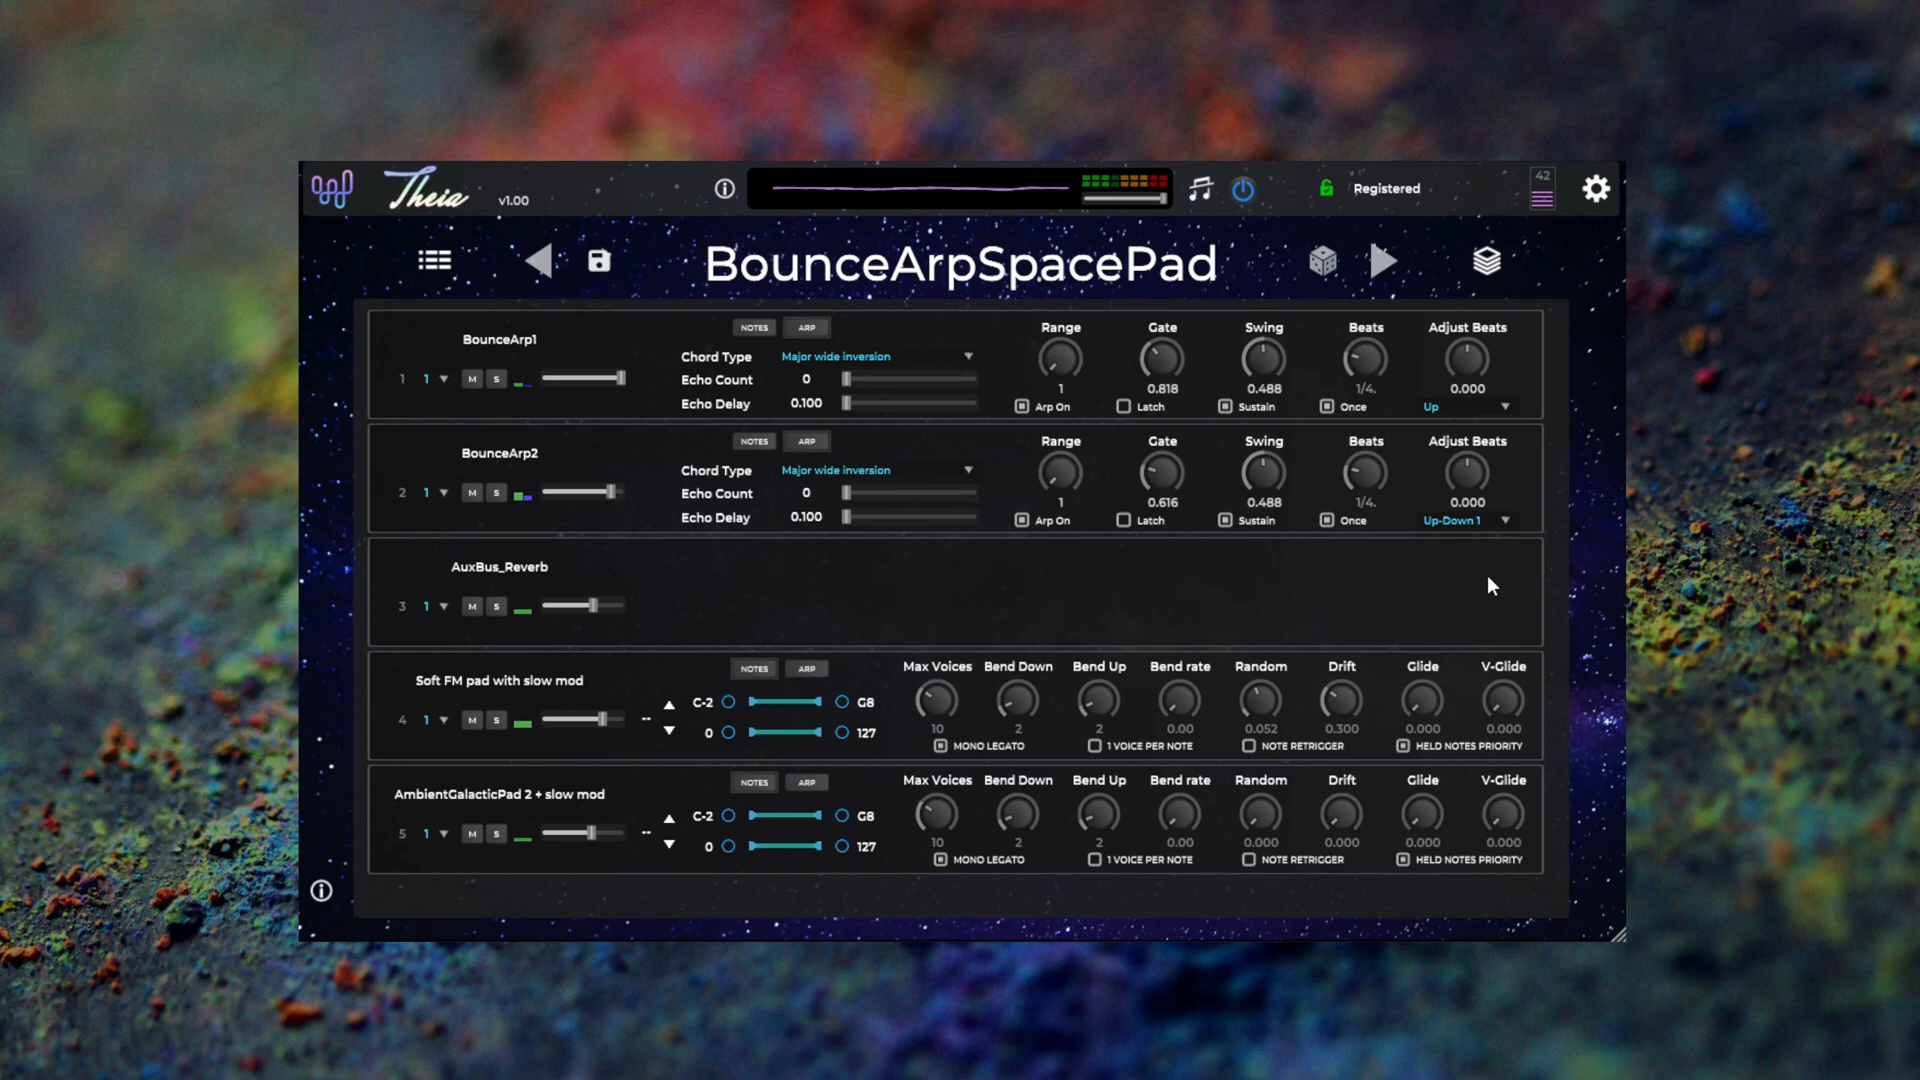 Theia v1.00 Registered 42
BounceArpSpacePad
BounceArp1
1 1 M S
NOTES ARP
Chord Type Major wide inversion
Echo Count 0
Echo Delay 0.100
Range Gate Swing Beats Adjust Beats
1 0.818 0.488 1/4. 0.000
Arp On Latch Sustain Once Up
BounceArp2
2 1 M S
NOTES ARP
Chord Type Major wide inversion
Echo Count 0
Echo Delay 0.100
Range Gate Swing Beats Adjust Beats
1 0.616 0.488 1/4. 0.000
Arp On Latch Sustain Once Up-Down 1
AuxBus_Reverb
3 1 M S
Soft FM pad with slow mod
4 1 M S --
NOTES ARP
C-2 G8
0 127
Max Voices Bend Down Bend Up Bend rate Random Drift Glide V-Glide
10 2 2 0.00 0.052 0.300 0.000 0.000
MONO LEGATO 1 VOICE PER NOTE NOTE RETRIGGER HELD NOTES PRIORITY
AmbientGalacticPad 2 + slow mod
5 1 M S --
NOTES ARP
C-2 G8
0 127
Max Voices Bend Down Bend Up Bend rate Random Drift Glide V-Glide
10 2 2 0.00 0.000 0.000 0.000 0.000
MONO LEGATO 1 VOICE PER NOTE NOTE RETRIGGER HELD NOTES PRIORITY